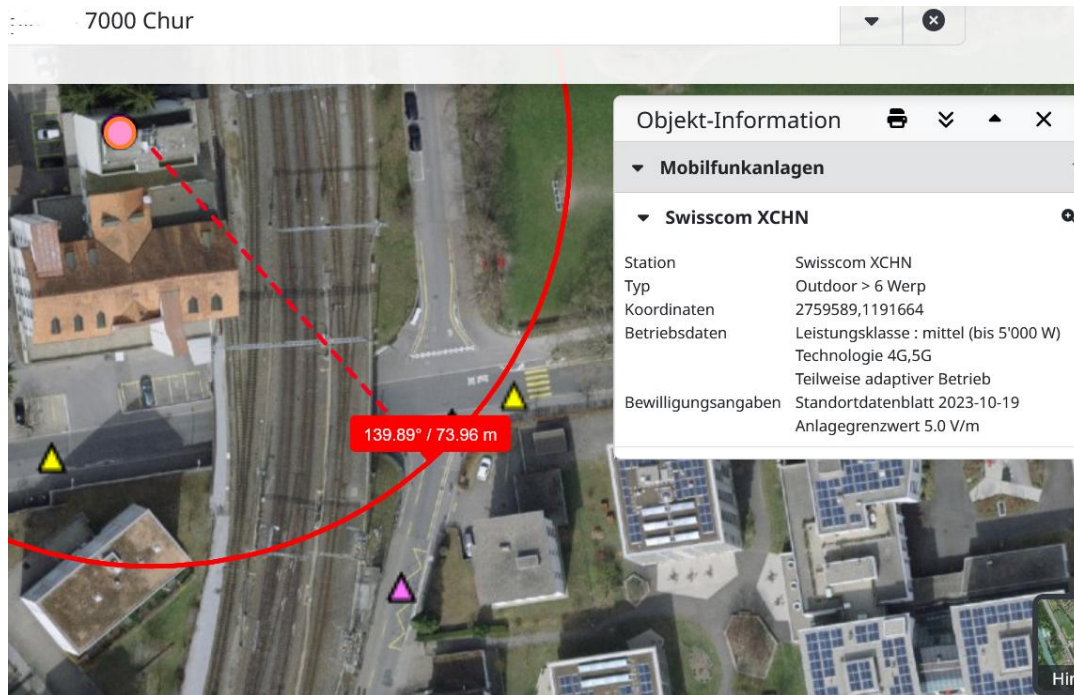 7000 Chur
Objekt-Information
Mobilfunkanlagen
Swisscom XCHN
Station Swisscom XCHN
Typ Outdoor > 6 Werp
Koordinaten 2759589,1191664
Betriebsdaten Leistungsklasse : mittel (bis 5'000 W)
Technologie 4G,5G
Teilweise adaptiver Betrieb
Bewilligungsangaben Standortdatenblatt 2023-10-19
Anlagegrenzwert 5.0 V/m
139.89° / 73.96 m